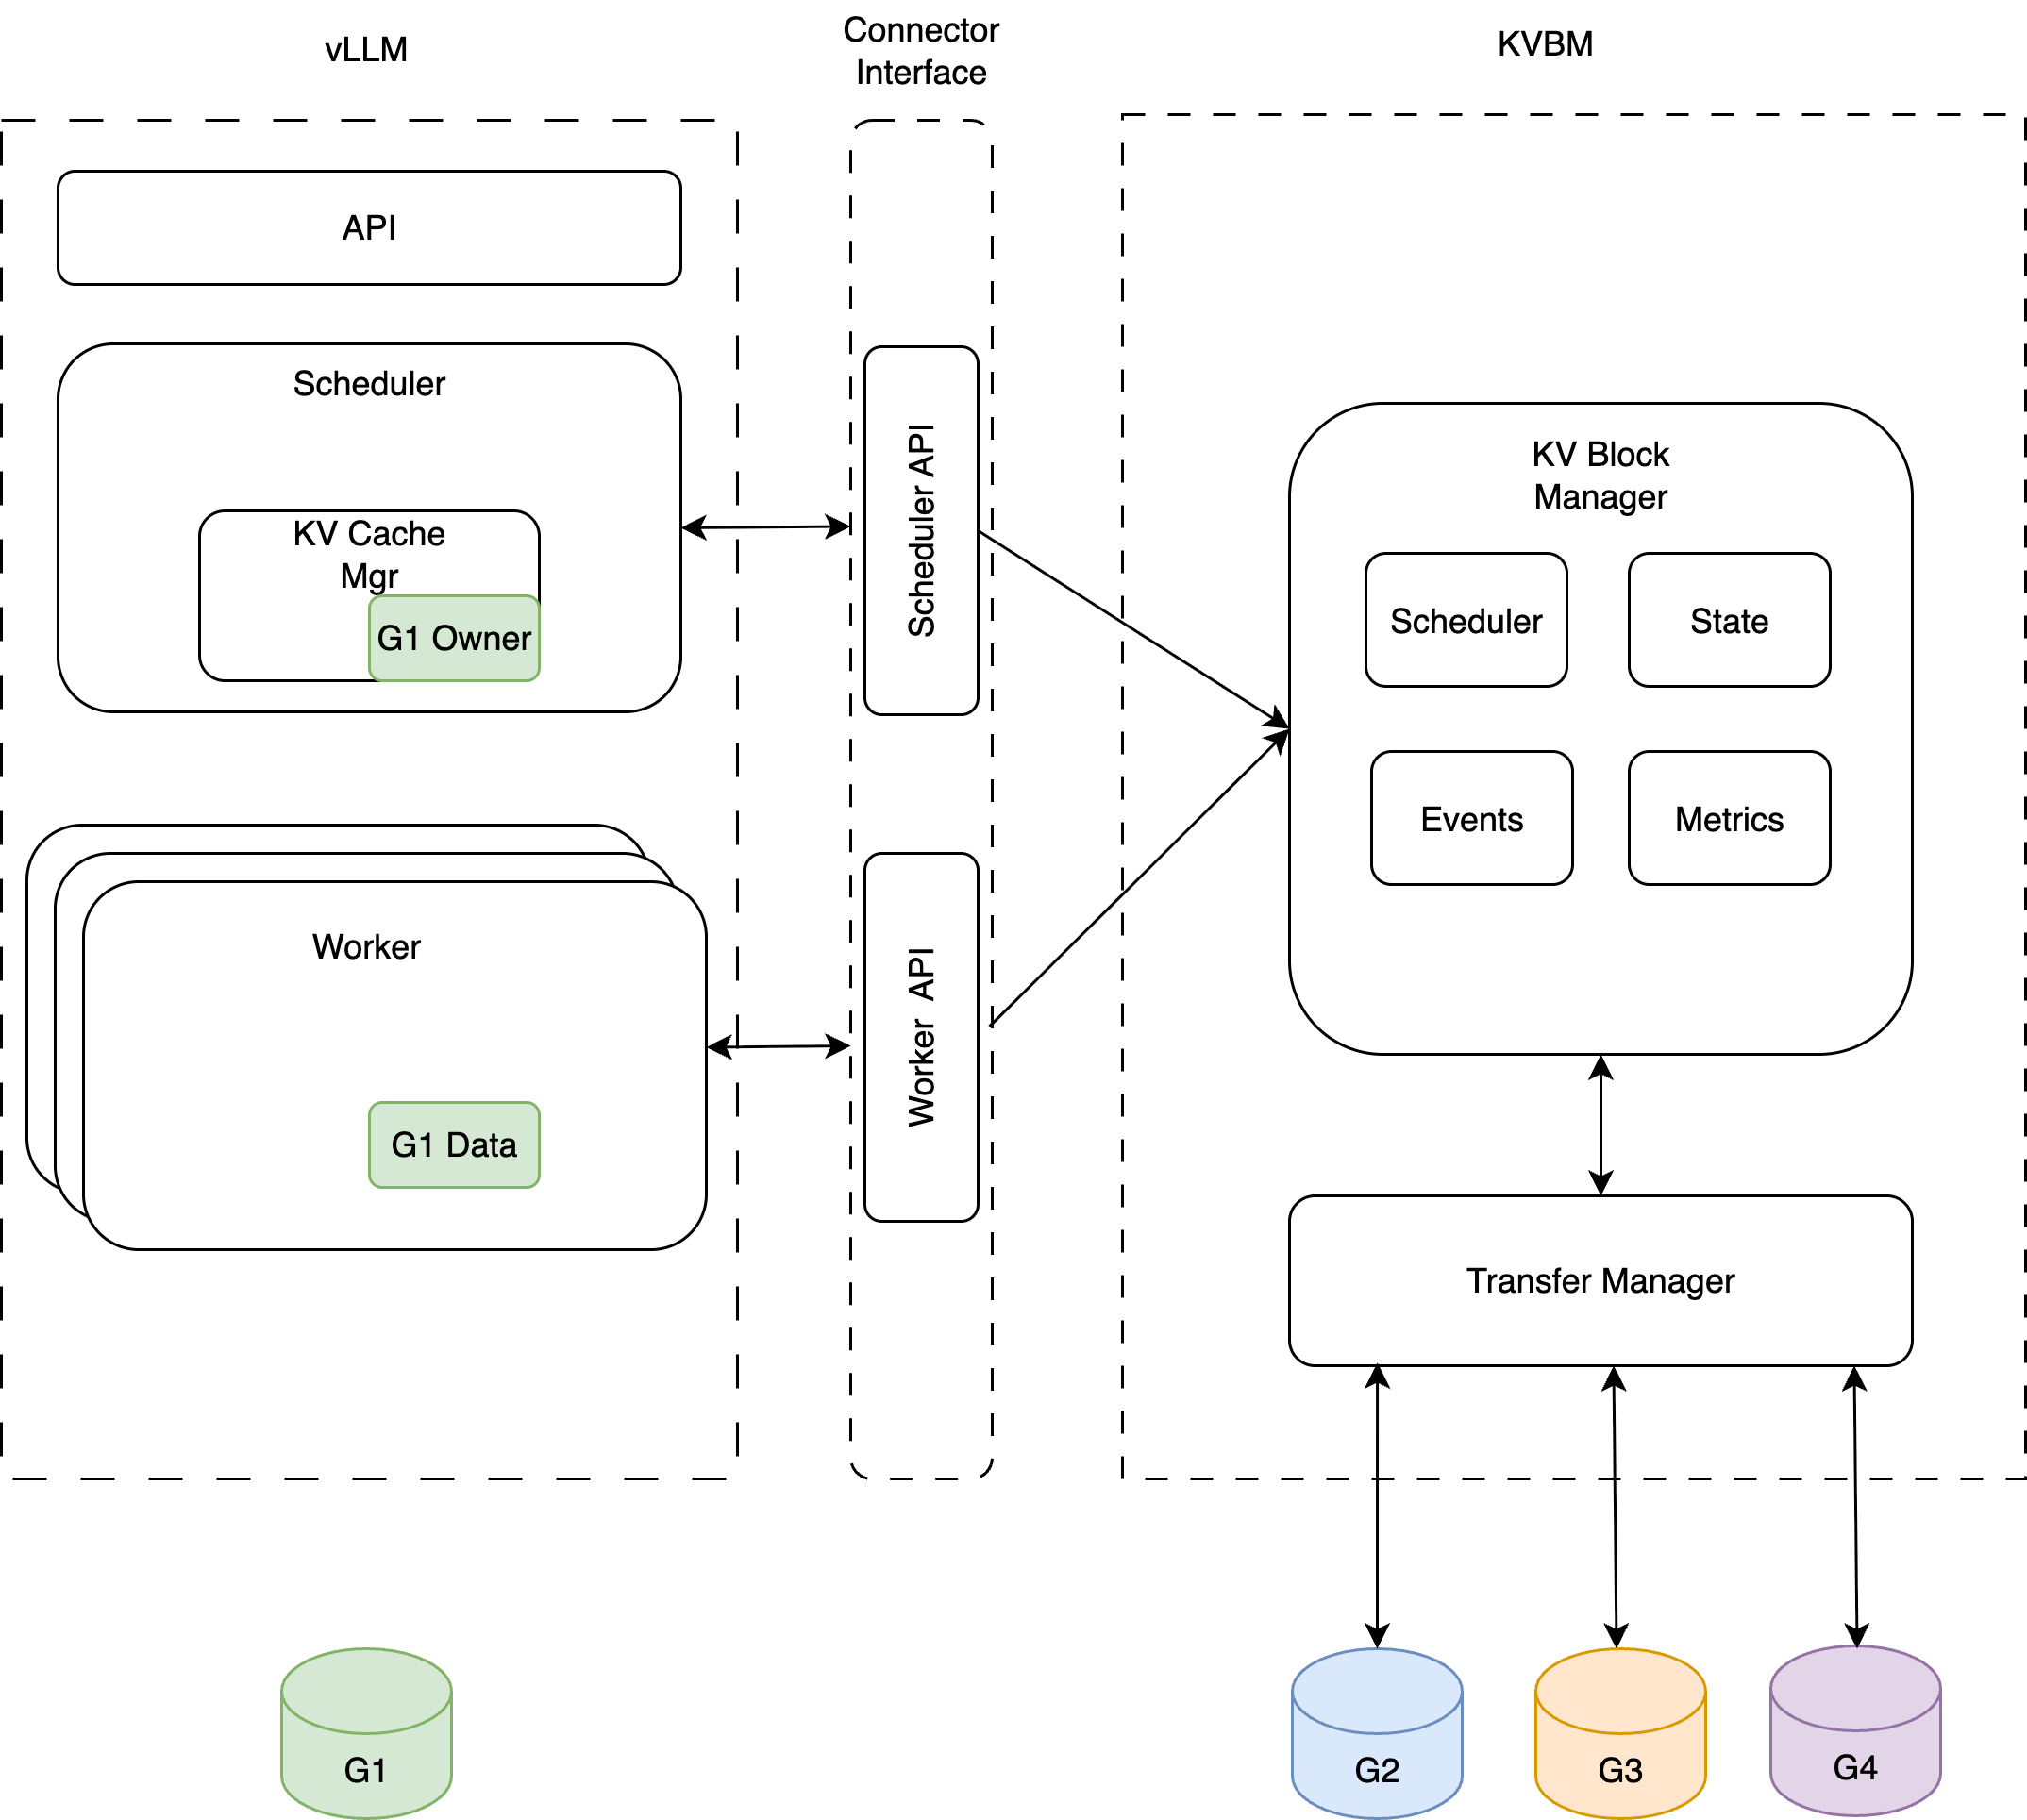 vLLM
Connector
Interface
KVBM
API
Scheduler
KV Cache
Mgr
G1 Owner
Scheduler API
KV Block
Manager
Scheduler
State
Events
Metrics
Worker
G1 Data
Worker API
Transfer Manager
G1
G2
G3
G4